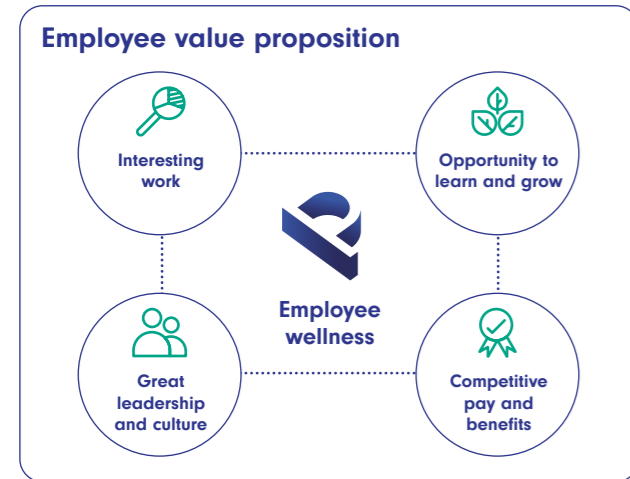 Employee value proposition
Interesting
work
Opportunity to
learn and grow
Employee
wellness
Great
leadership
and culture
Competitive
pay and
benefits